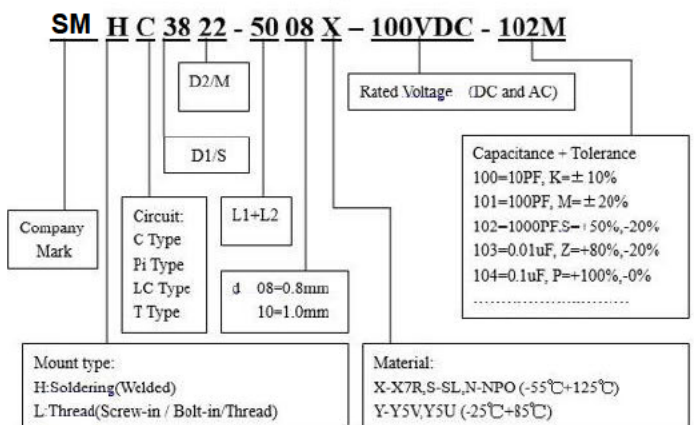 SM H C 38 22 - 50 08 X – 100VDC - 102M
D2/M
Rated Voltage (DC and AC)
D1/S
Capacitance + Tolerance
100=10PF, K=±10%
101=100PF, M=±20%
102–1000PF.S–+50%,-20%
103=0.01uF, Z=+80%,-20%
104=0.1uF, P=+100%,-0%
................................
Company
Mark
Circuit:
C Type
Pi Type
LC Type
T Type
L1+L2
d 08=0.8mm
10=1.0mm
Mount type:
H:Soldering(Welded)
L:Thread(Screw-in / Bolt-in/Thread)
Material:
X-X7R,S-SL,N-NPO (-55℃+125℃)
Y-Y5V,Y5U (-25℃+85℃)